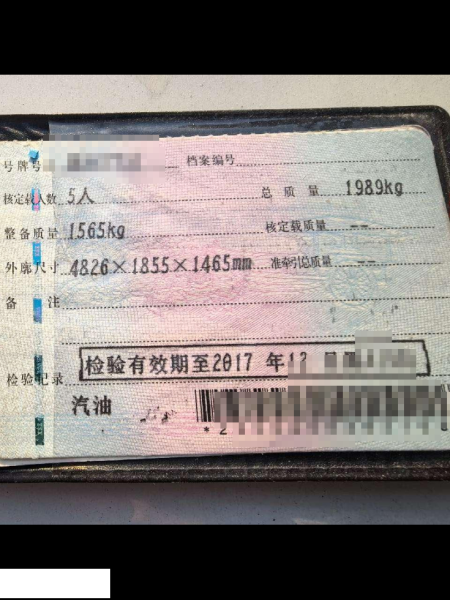 号牌号 档案编号
核定载人数 5人 总质量 1989kg
整备质量 1565kg 核定载质量 --
外廓尺寸 4826×1855×1465mm 准牵引总质量 --
备注
检验有效期至2017年12
检验记录
汽油
*2